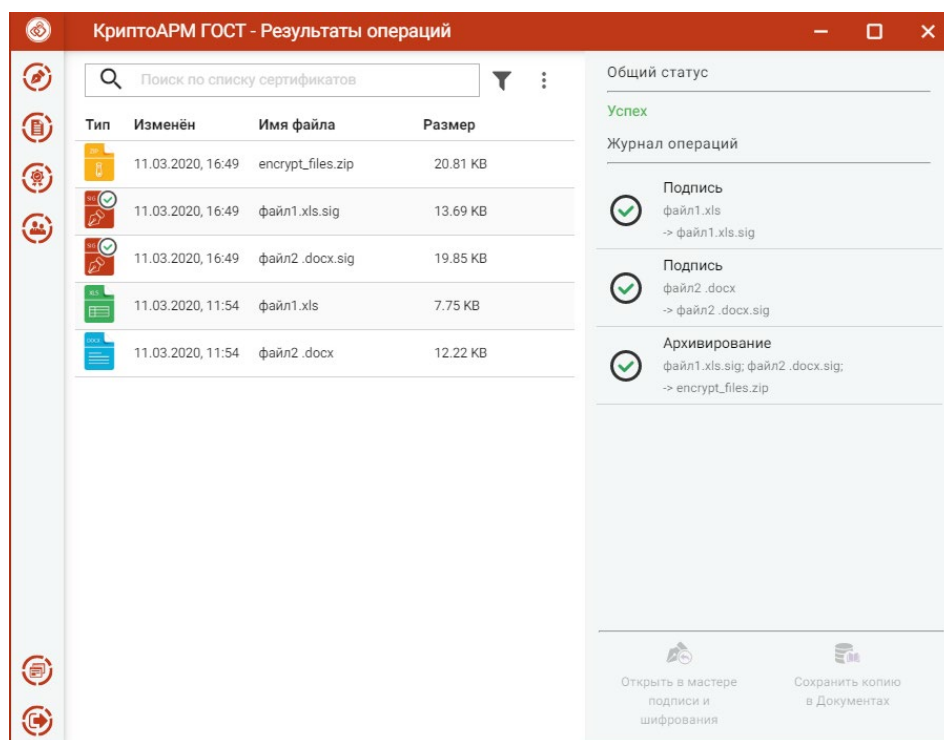 КриптоАРМ ГОСТ - Результаты операций
Поиск по списку сертификатов
Тип Изменён Имя файла Размер
ZIP 11.03.2020, 16:49 encrypt_files.zip 20.81 KB
SIG 11.03.2020, 16:49 файл1.xls.sig 13.69 KB
SIG 11.03.2020, 16:49 файл2 .docx.sig 19.85 KB
XLS 11.03.2020, 11:54 файл1.xls 7.75 KB
DOCX 11.03.2020, 11:54 файл2 .docx 12.22 KB
Общий статус
Успех
Журнал операций
Подпись
файл1.xls
-> файл1.xls.sig
Подпись
файл2 .docx
-> файл2 .docx.sig
Архивирование
файл1.xls.sig; файл2 .docx.sig;
-> encrypt_files.zip
Открыть в мастере
подписи и
шифрования
Сохранить копию
в Документах